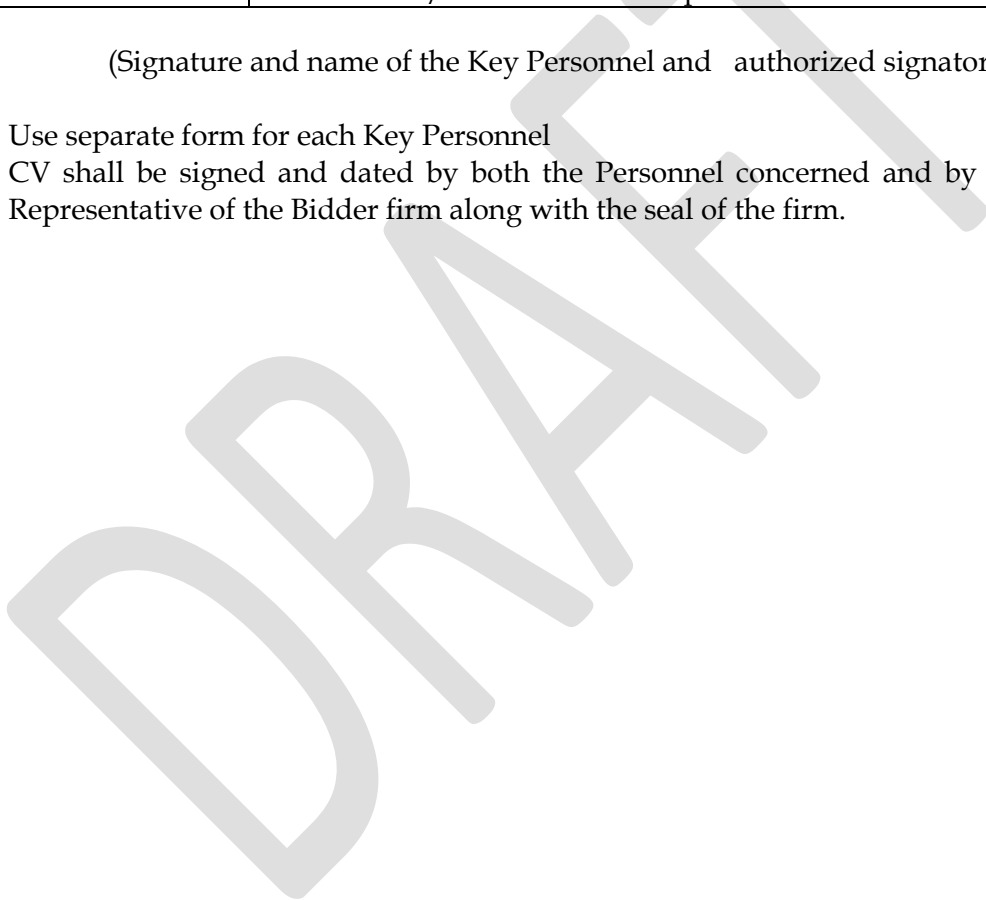 (Signature and name of the Key Personnel and authorized signator
Use separate form for each Key Personnel
CV shall be signed and dated by both the Personnel concerned and by
Representative of the Bidder firm along with the seal of the firm.
DRAFT